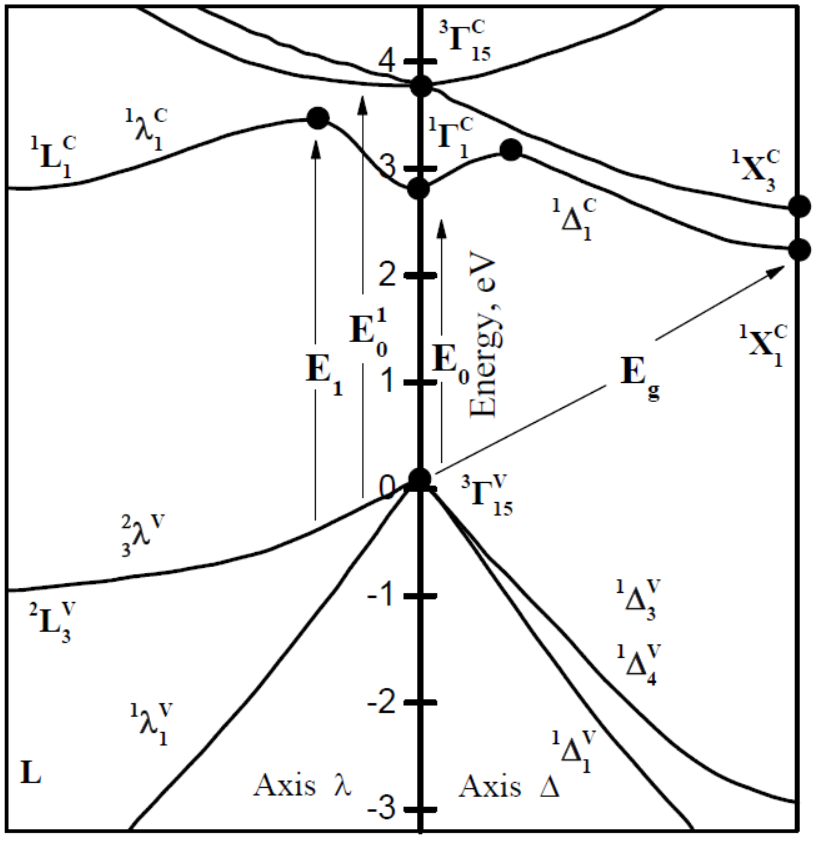 ³Γ₁₅ᶜ
4
¹λ₁ᶜ
¹Γ₁ᶜ
¹L₁ᶜ
3
¹X₃ᶜ
¹Δ₁ᶜ
2
E₀¹
¹X₁ᶜ
E₁
E₀
Energy, eV
E_g
1
0
³Γ₁₅ⱽ
²₃λⱽ
-1
¹Δ₃ⱽ
²L₃ⱽ
¹Δ₄ⱽ
-2
¹λ₁ⱽ
¹Δ₁ⱽ
L
Axis λ
Axis Δ
-3